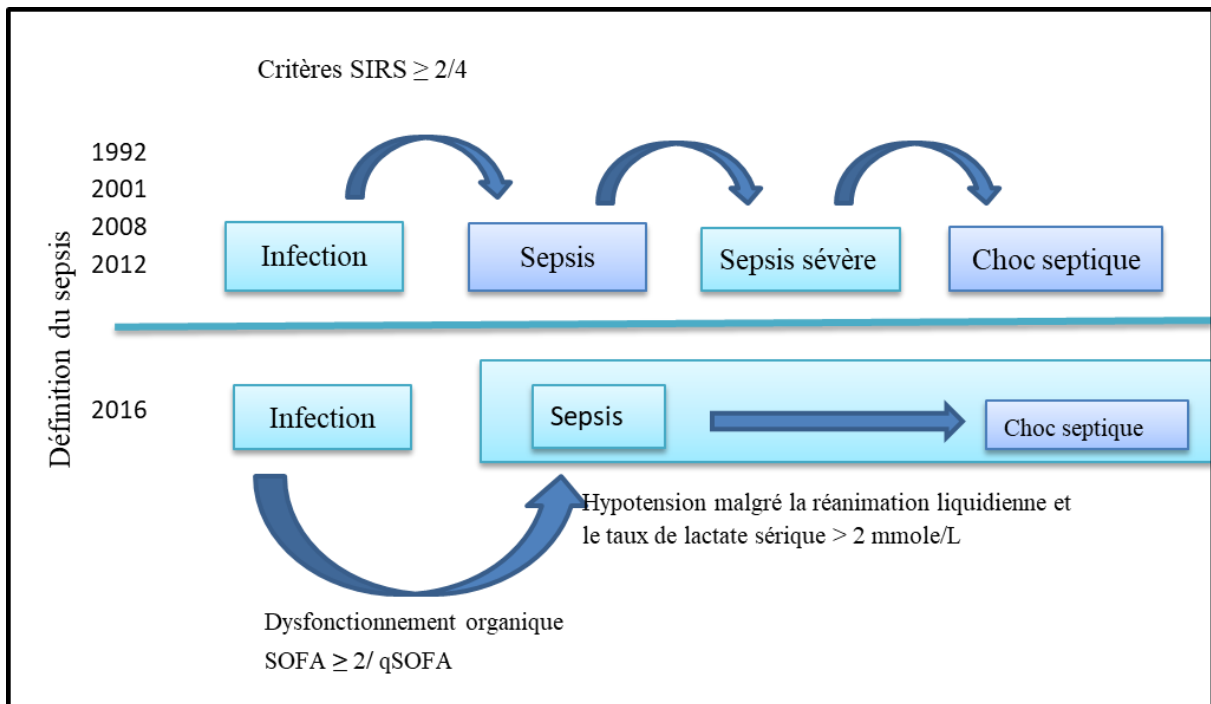 Critères SIRS ≥ 2/4
Définition du sepsis
1992
2001
2008
2012
Infection
Sepsis
Sepsis sévère
Choc septique
2016
Infection
Sepsis
Choc septique
Hypotension malgré la réanimation liquidienne et
le taux de lactate sérique > 2 mmole/L
Dysfonctionnement organique
SOFA ≥ 2/ qSOFA